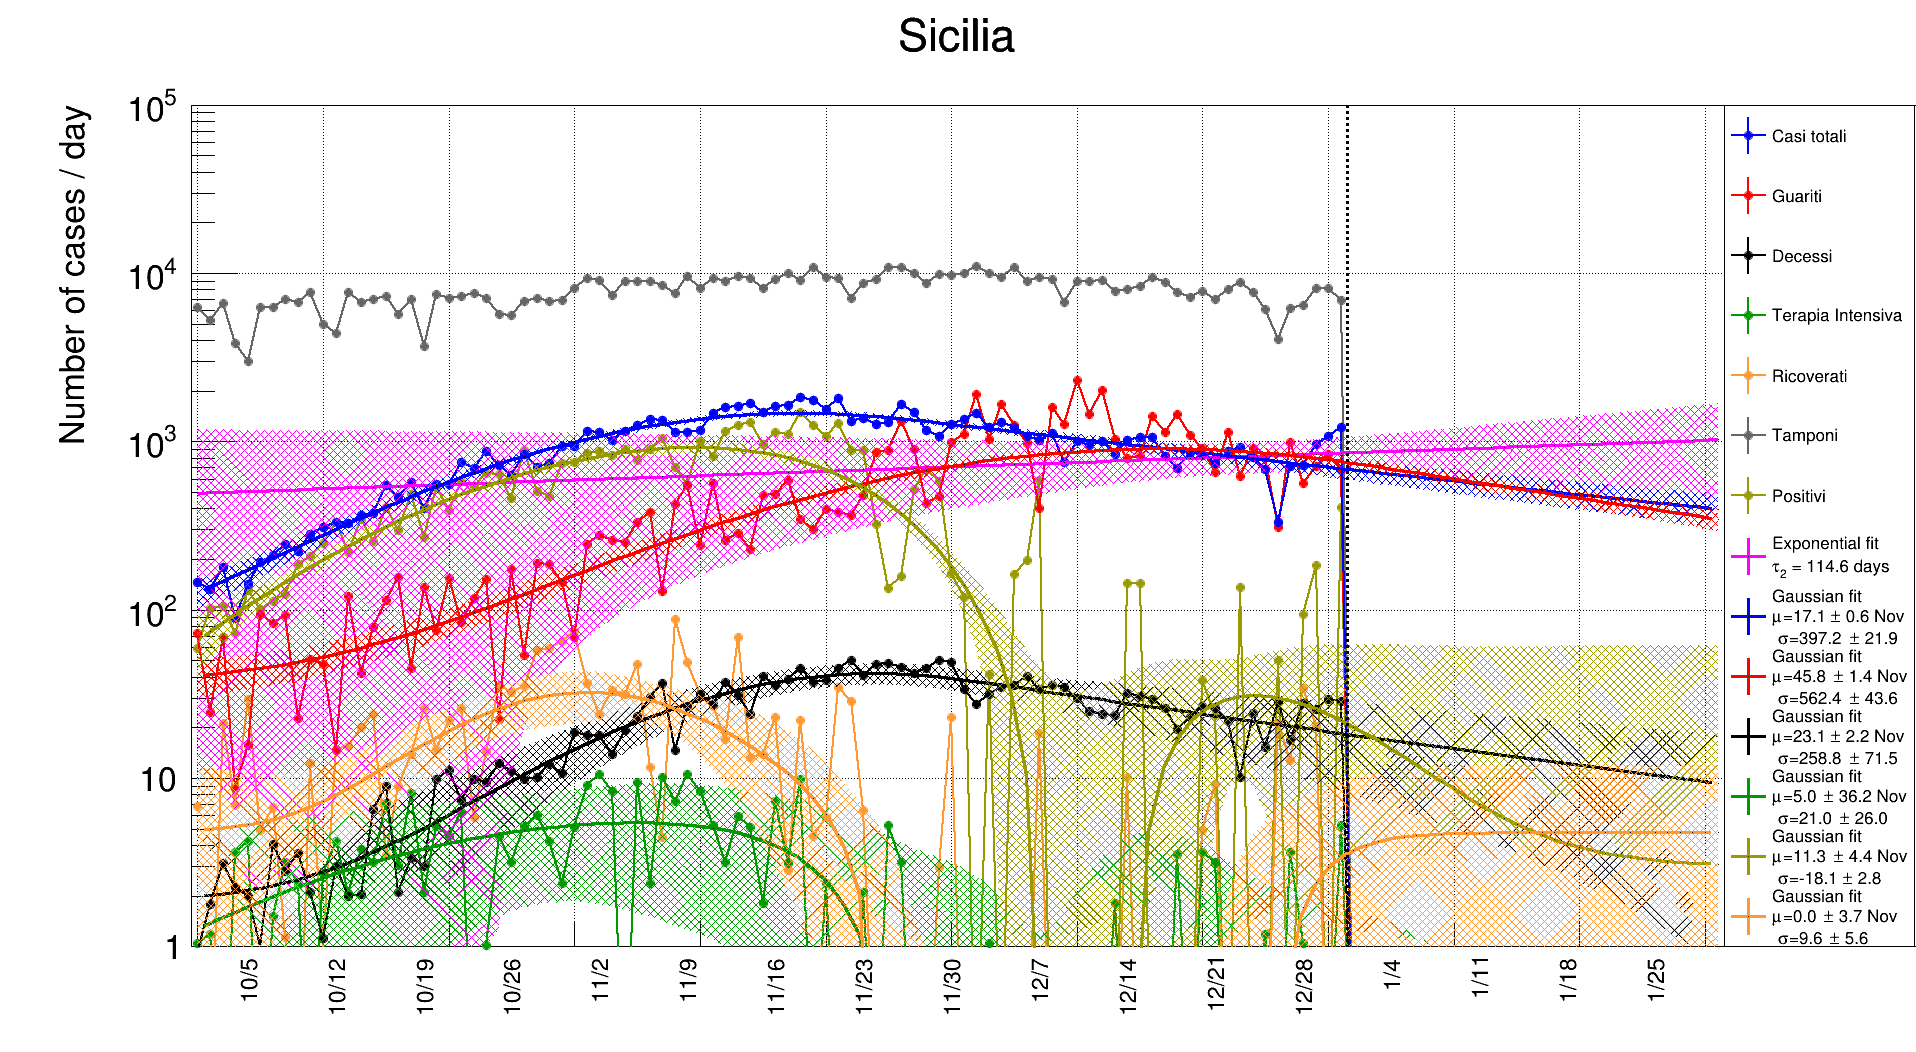 Sicilia
Number of cases / day
10^5
10^4
10^3
10^2
10
1
10/5
10/12
10/19
10/26
11/2
11/9
11/16
11/23
11/30
12/7
12/14
12/21
12/28
1/4
1/11
1/18
1/25
Casi totali
Guariti
Decessi
Terapia Intensiva
Ricoverati
Tamponi
Positivi
Exponential fit
τ₂ = 114.6 days
Gaussian fit
μ=17.1 ± 0.6 Nov
σ=397.2 ± 21.9
Gaussian fit
μ=45.8 ± 1.4 Nov
σ=562.4 ± 43.6
Gaussian fit
μ=23.1 ± 2.2 Nov
σ=258.8 ± 71.5
Gaussian fit
μ=5.0 ± 36.2 Nov
σ=21.0 ± 26.0
Gaussian fit
μ=11.3 ± 4.4 Nov
σ=-18.1 ± 2.8
Gaussian fit
μ=0.0 ± 3.7 Nov
σ=9.6 ± 5.6